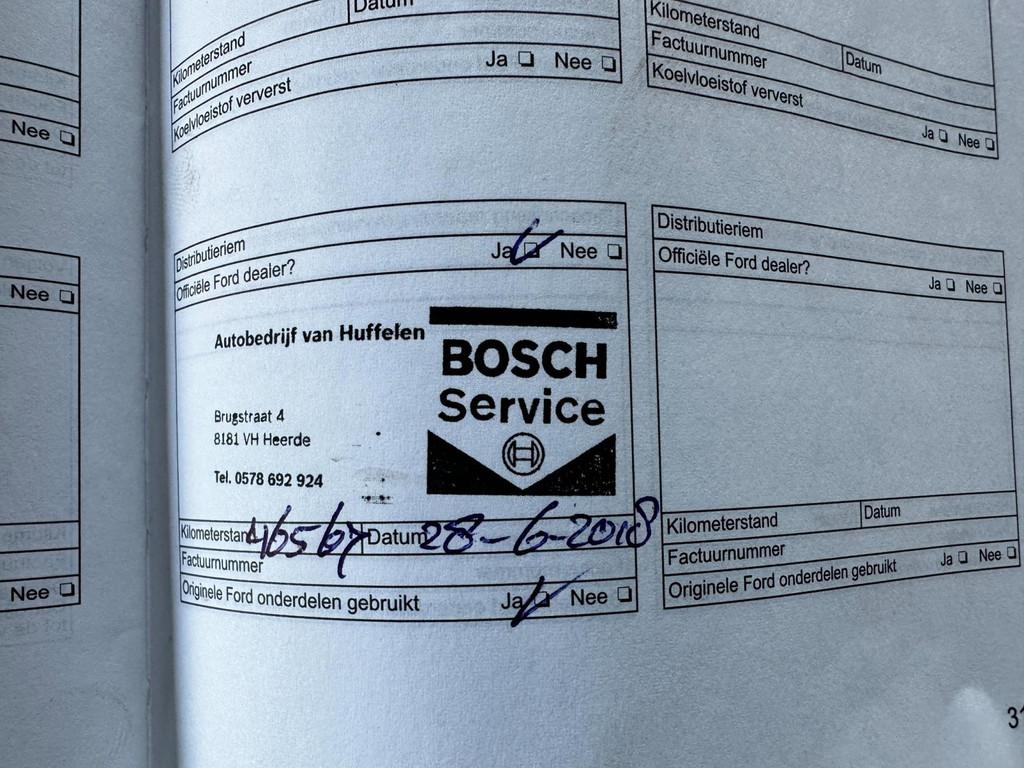 Datum
Kilometerstand
Factuurnummer
Koelvloeistof ververst Ja Nee
Kilometerstand
Factuurnummer Datum
Koelvloeistof ververst
Ja Nee
Nee
Nee
Nee
Distributieriem
Officiële Ford dealer? Ja Nee
Autobedrijf van Huffelen
BOSCH
Service
Brugstraat 4
8181 VH Heerde
Tel. 0578 692 924
Kilometerstand 46567 Datum 28-6-2018
Factuurnummer
Originele Ford onderdelen gebruikt Ja Nee
Distributieriem
Officiële Ford dealer?
Ja Nee
Kilometerstand Datum
Factuurnummer
Originele Ford onderdelen gebruikt Ja Nee